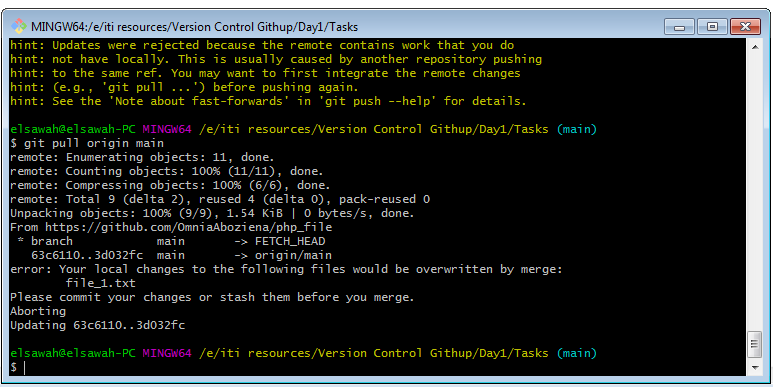 MINGW64:/e/iti resources/Version Control Githup/Day1/Tasks
hint: Updates were rejected because the remote contains work that you do
hint: not have locally. This is usually caused by another repository pushing
hint: to the same ref. You may want to first integrate the remote changes
hint: (e.g., 'git pull ...') before pushing again.
hint: See the 'Note about fast-forwards' in 'git push --help' for details.
elsawah@elsawah-PC MINGW64 /e/iti resources/Version Control Githup/Day1/Tasks (main)
$ git pull origin main
remote: Enumerating objects: 11, done.
remote: Counting objects: 100% (11/11), done.
remote: Compressing objects: 100% (6/6), done.
remote: Total 9 (delta 2), reused 4 (delta 0), pack-reused 0
Unpacking objects: 100% (9/9), 1.54 KiB | 0 bytes/s, done.
From https://github.com/OmniaAboziena/php_file
 * branch            main       -> FETCH_HEAD
   63c6110..3d032fc  main       -> origin/main
error: Your local changes to the following files would be overwritten by merge:
        file_1.txt
Please commit your changes or stash them before you merge.
Aborting
Updating 63c6110..3d032fc
elsawah@elsawah-PC MINGW64 /e/iti resources/Version Control Githup/Day1/Tasks (main)
$